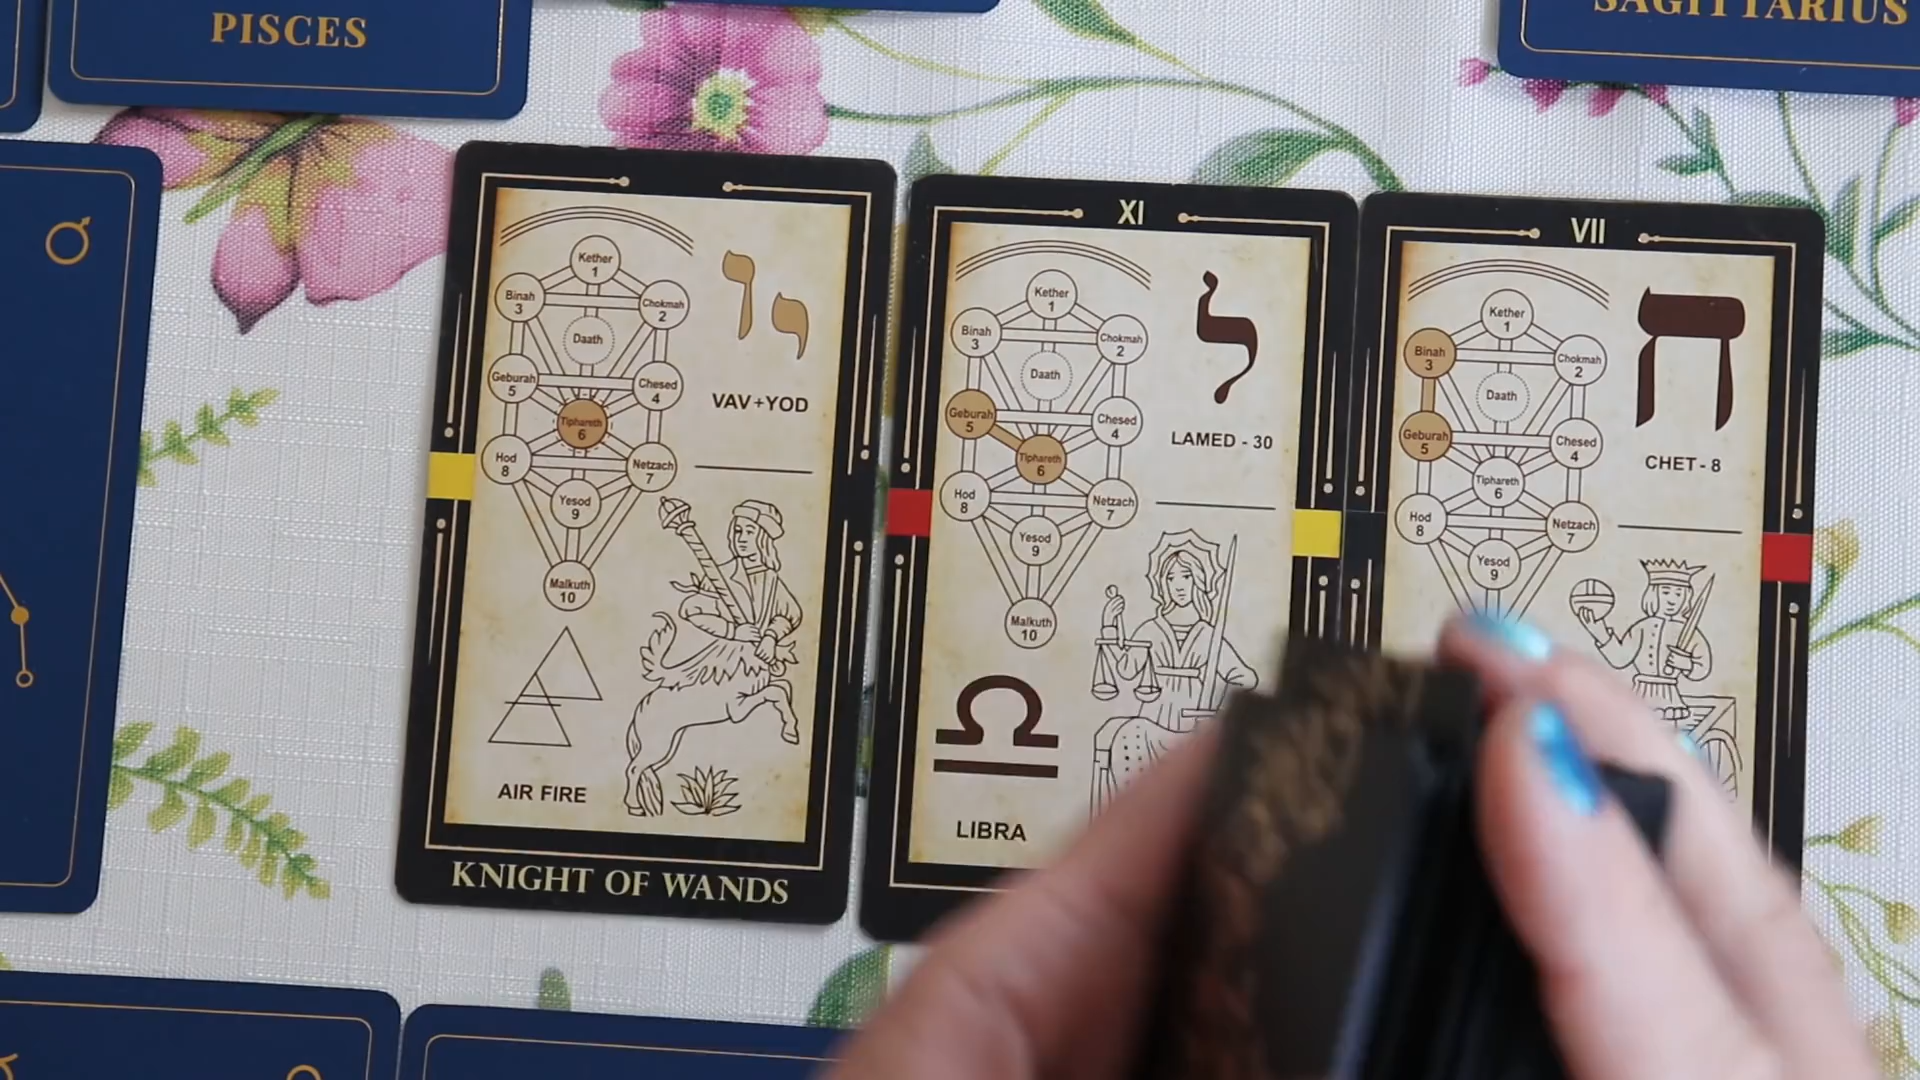 PISCES
SAGITTARIUS
Kether
1
Binah
3
Chokmah
2
Daath
Geburah
5
Chesed
4
Tiphareth
6
Hod
8
Netzach
7
Yesod
9
Malkuth
10
ו י
VAV+YOD
AIR FIRE
KNIGHT OF WANDS
XI
Kether
1
Binah
3
Chokmah
2
Daath
Geburah
5
Chesed
4
Tiphareth
6
Hod
8
Netzach
7
Yesod
9
Malkuth
10
ל
LAMED - 30
LIBRA
VII
Kether
1
Binah
3
Chokmah
2
Daath
Geburah
5
Chesed
4
Tiphareth
6
Hod
8
Netzach
7
Yesod
9
ח
CHET - 8